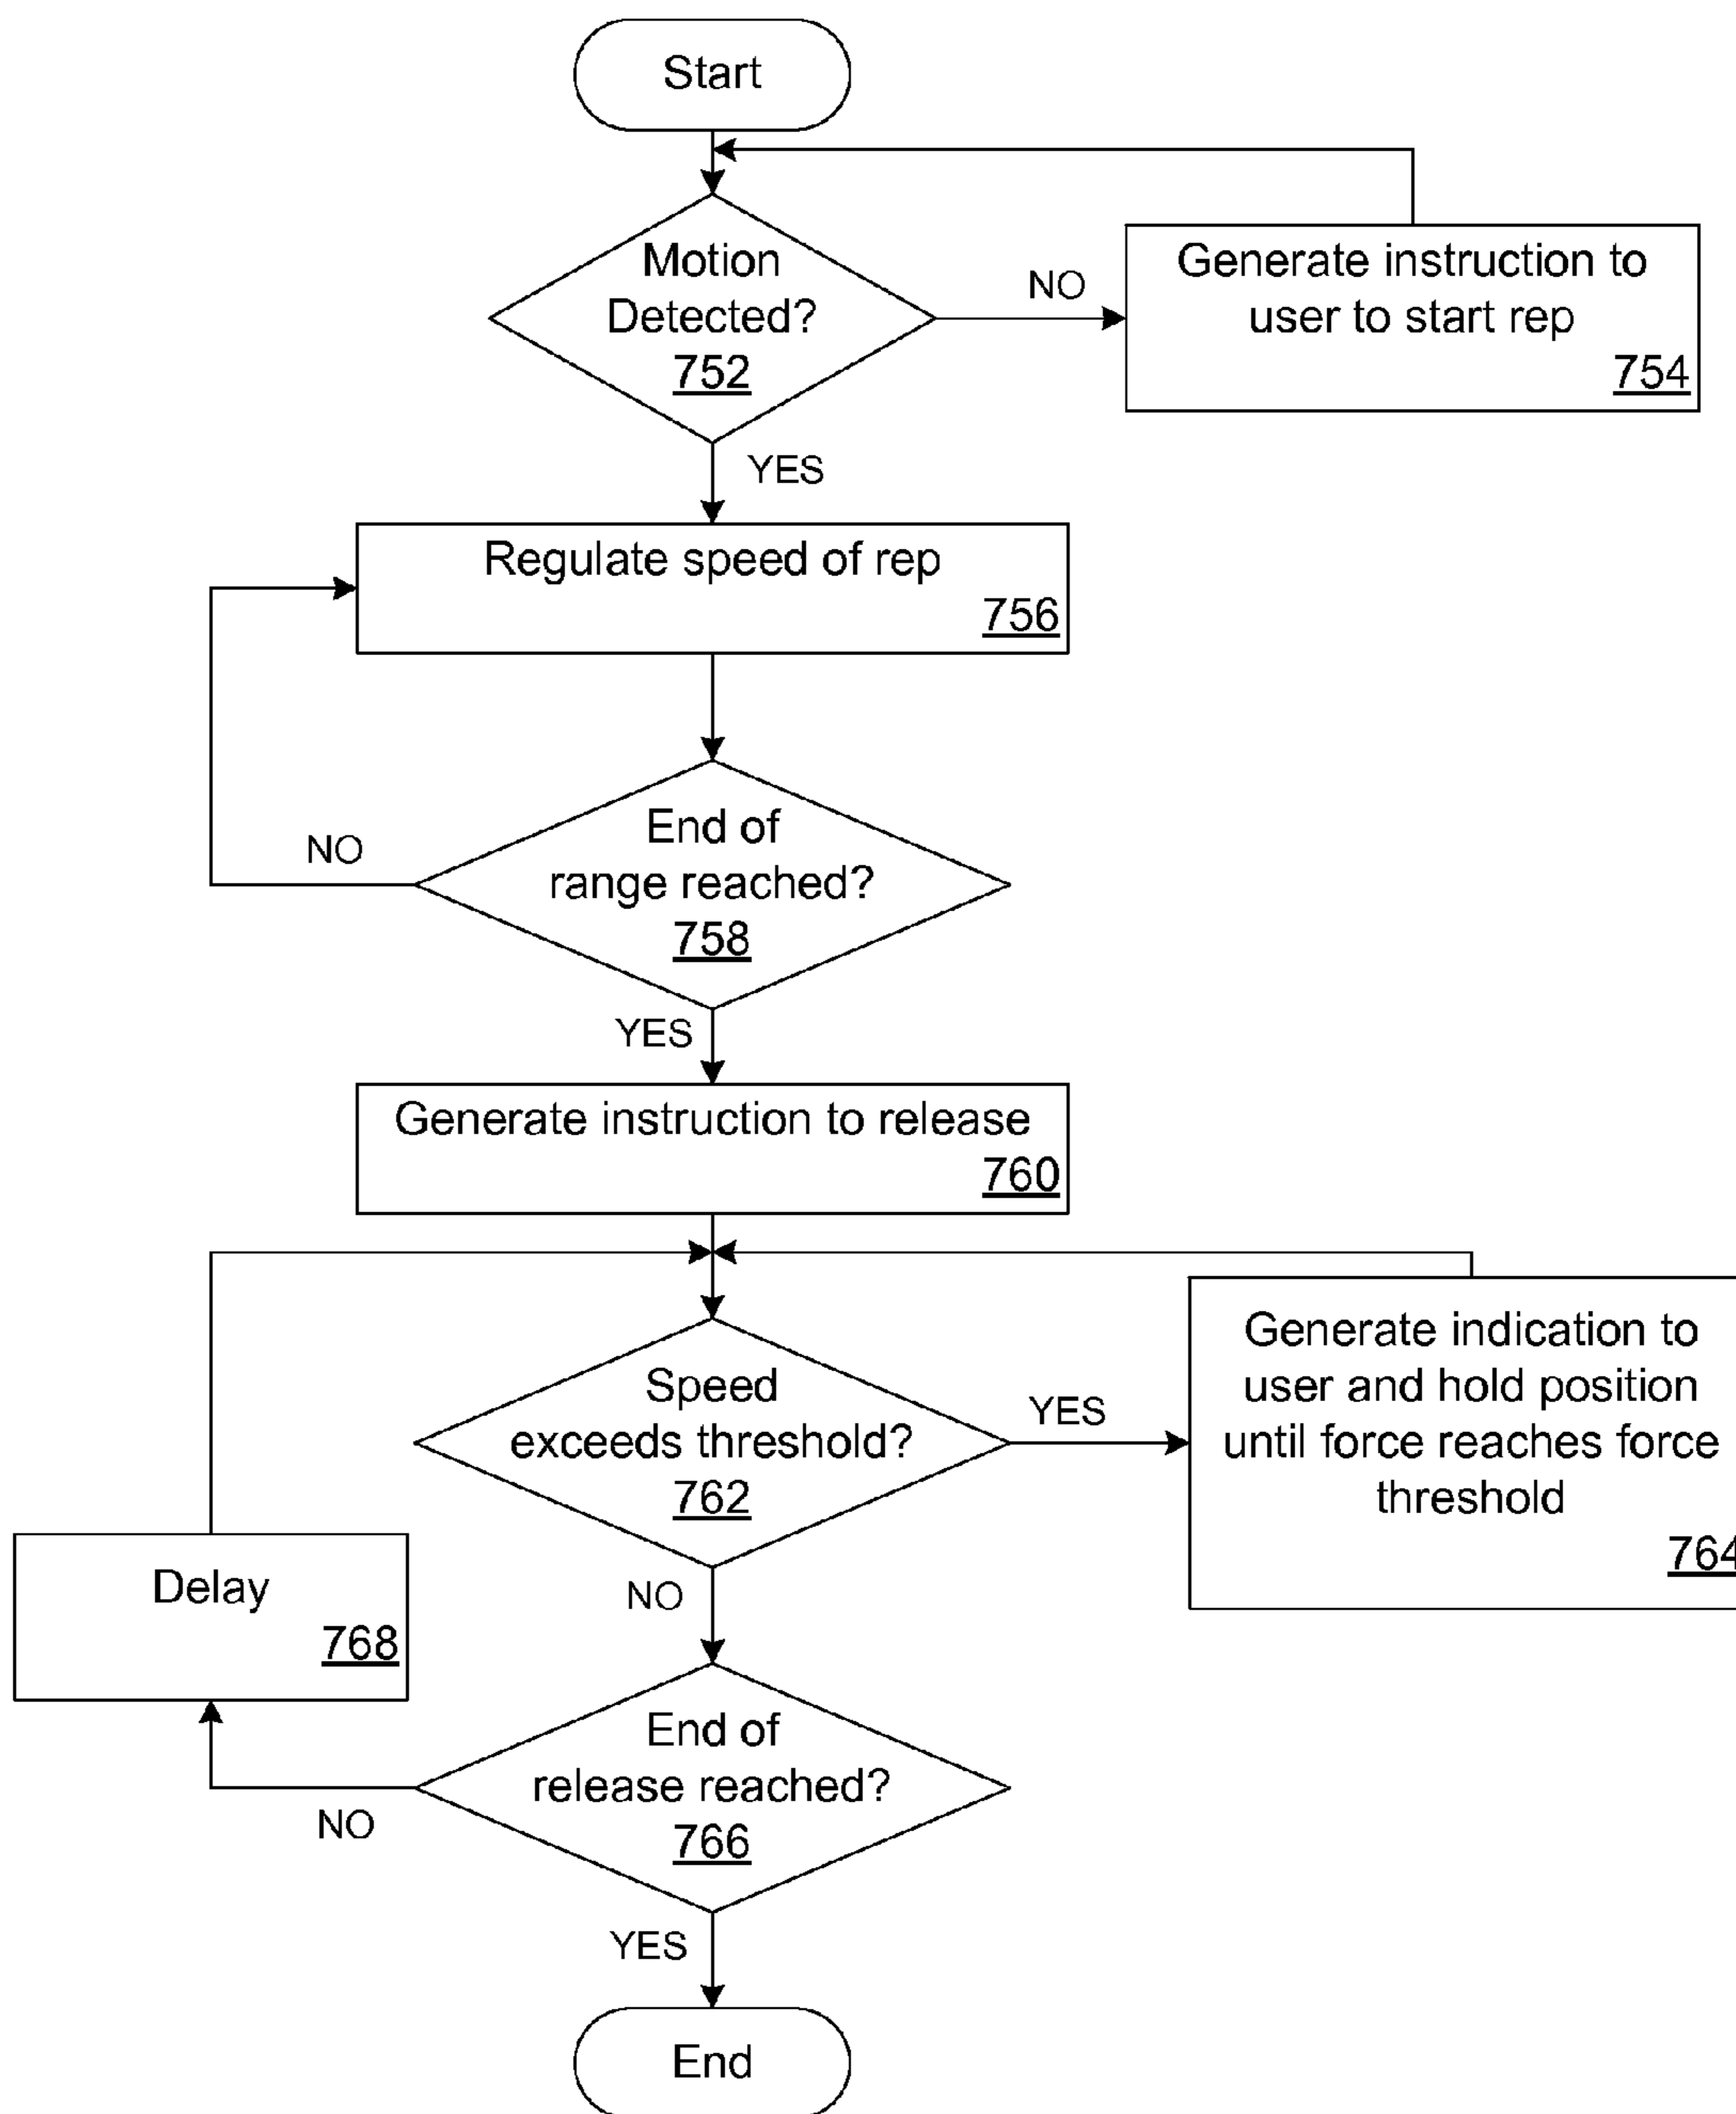 Start
Motion
Detected?
752
NO
Generate instruction to
user to start rep
754
YES
Regulate speed of rep
756
End of
range reached?
758
NO
YES
Generate instruction to release
760
Speed
exceeds threshold?
762
YES
Generate indication to
user and hold position
until force reaches force
threshold
764
NO
Delay
768
End of
release reached?
766
NO
YES
End